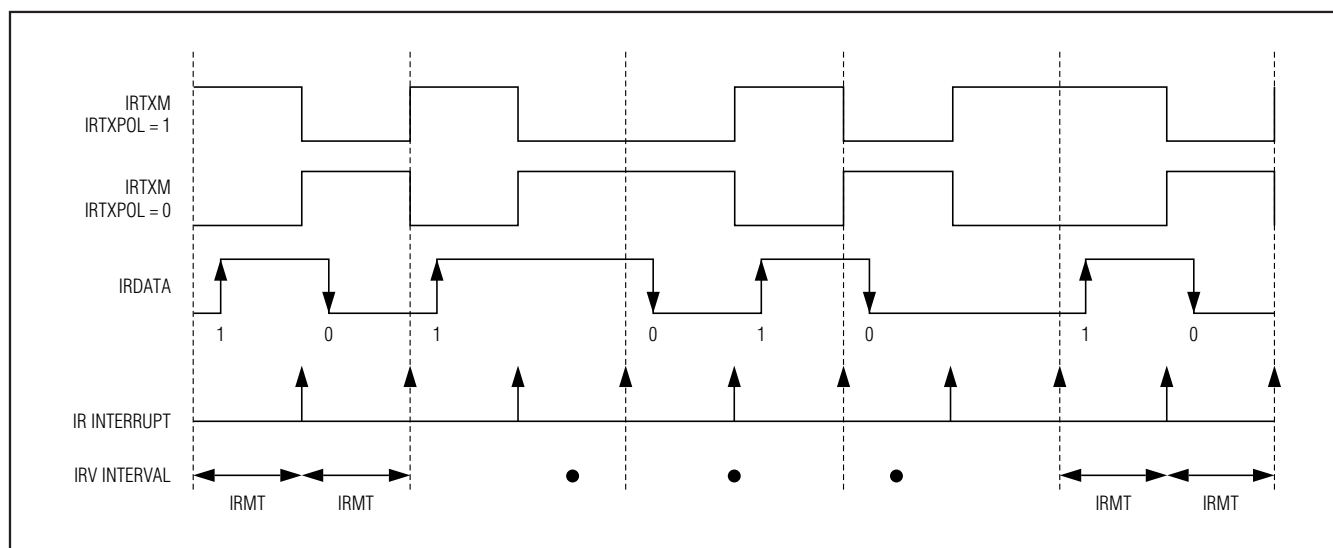 IRTXM
IRTXPOL = 1
IRTXM
IRTXPOL = 0
IRDATA
1 0 1 0 1 0 1 0
IR INTERRUPT
IRV INTERVAL
IRMT IRMT IRMT IRMT